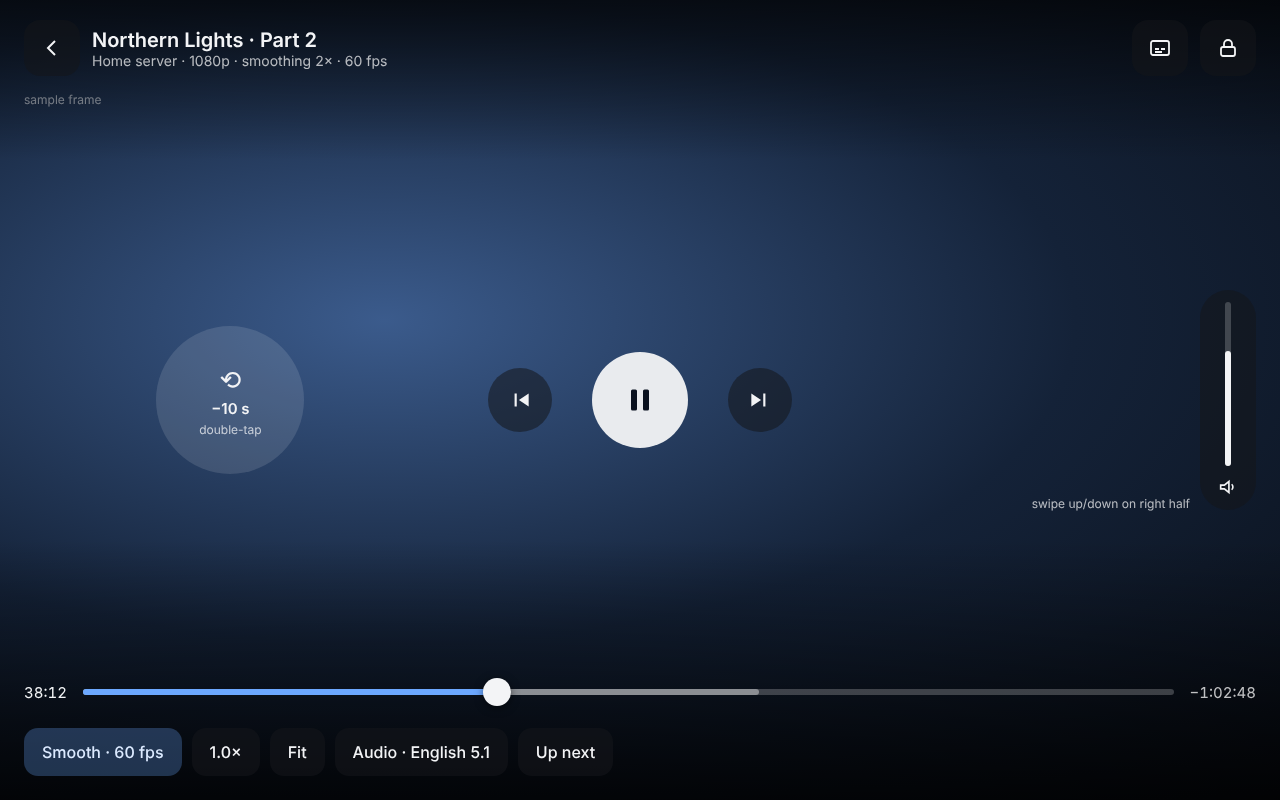 Northern Lights · Part 2
Home server · 1080p · smoothing 2× · 60 fps
sample frame
−10 s
double-tap
swipe up/down on right half
38:12
−1:02:48
Smooth · 60 fps
1.0×
Fit
Audio · English 5.1
Up next